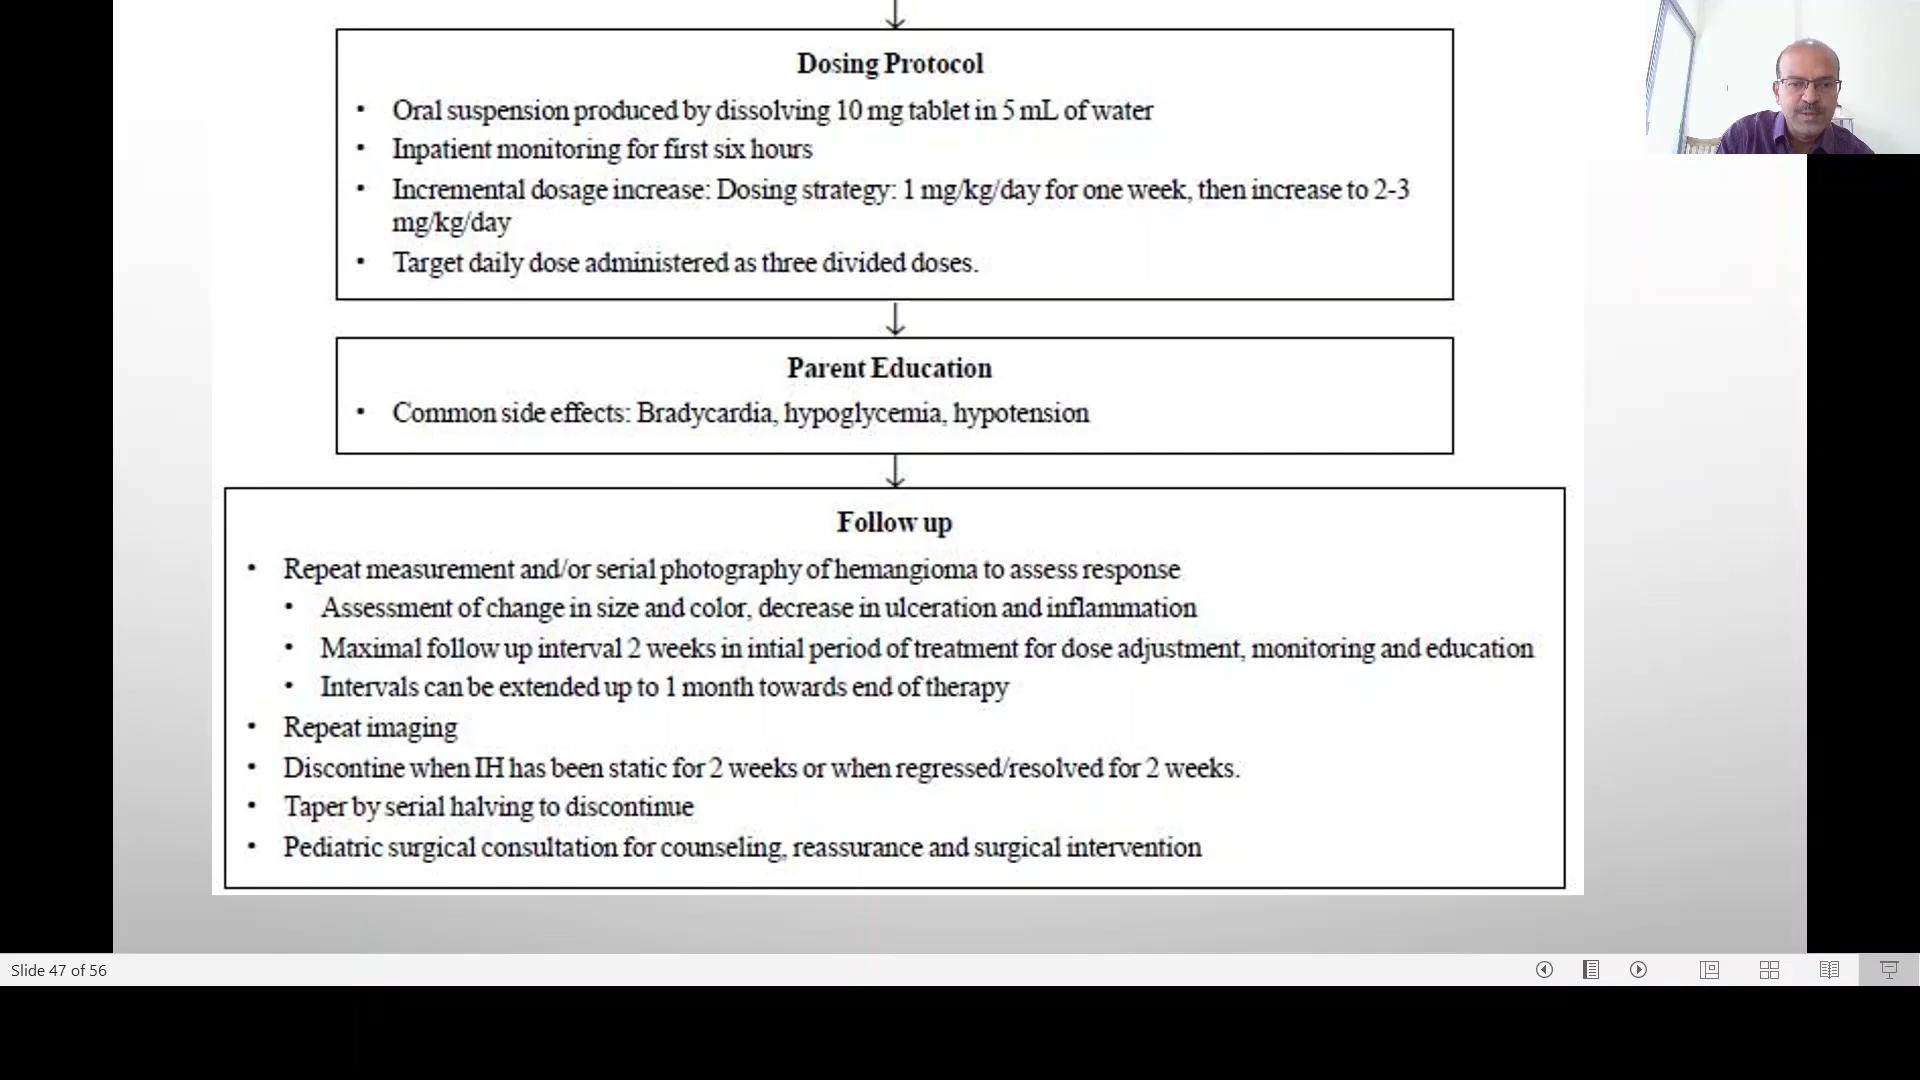 Dosing Protocol
• Oral suspension produced by dissolving 10 mg tablet in 5 mL of water
• Inpatient monitoring for first six hours
• Incremental dosage increase: Dosing strategy: 1 mg/kg/day for one week, then increase to 2-3
mg/kg/day
• Target daily dose administered as three divided doses.
Parent Education
• Common side effects: Bradycardia, hypoglycemia, hypotension
Follow up
• Repeat measurement and/or serial photography of hemangioma to assess response
• Assessment of change in size and color, decrease in ulceration and inflammation
• Maximal follow up interval 2 weeks in intial period of treatment for dose adjustment, monitoring and education
• Intervals can be extended up to 1 month towards end of therapy
• Repeat imaging
• Discontine when IH has been static for 2 weeks or when regressed/resolved for 2 weeks.
• Taper by serial halving to discontinue
• Pediatric surgical consultation for counseling, reassurance and surgical intervention
Slide 47 of 56